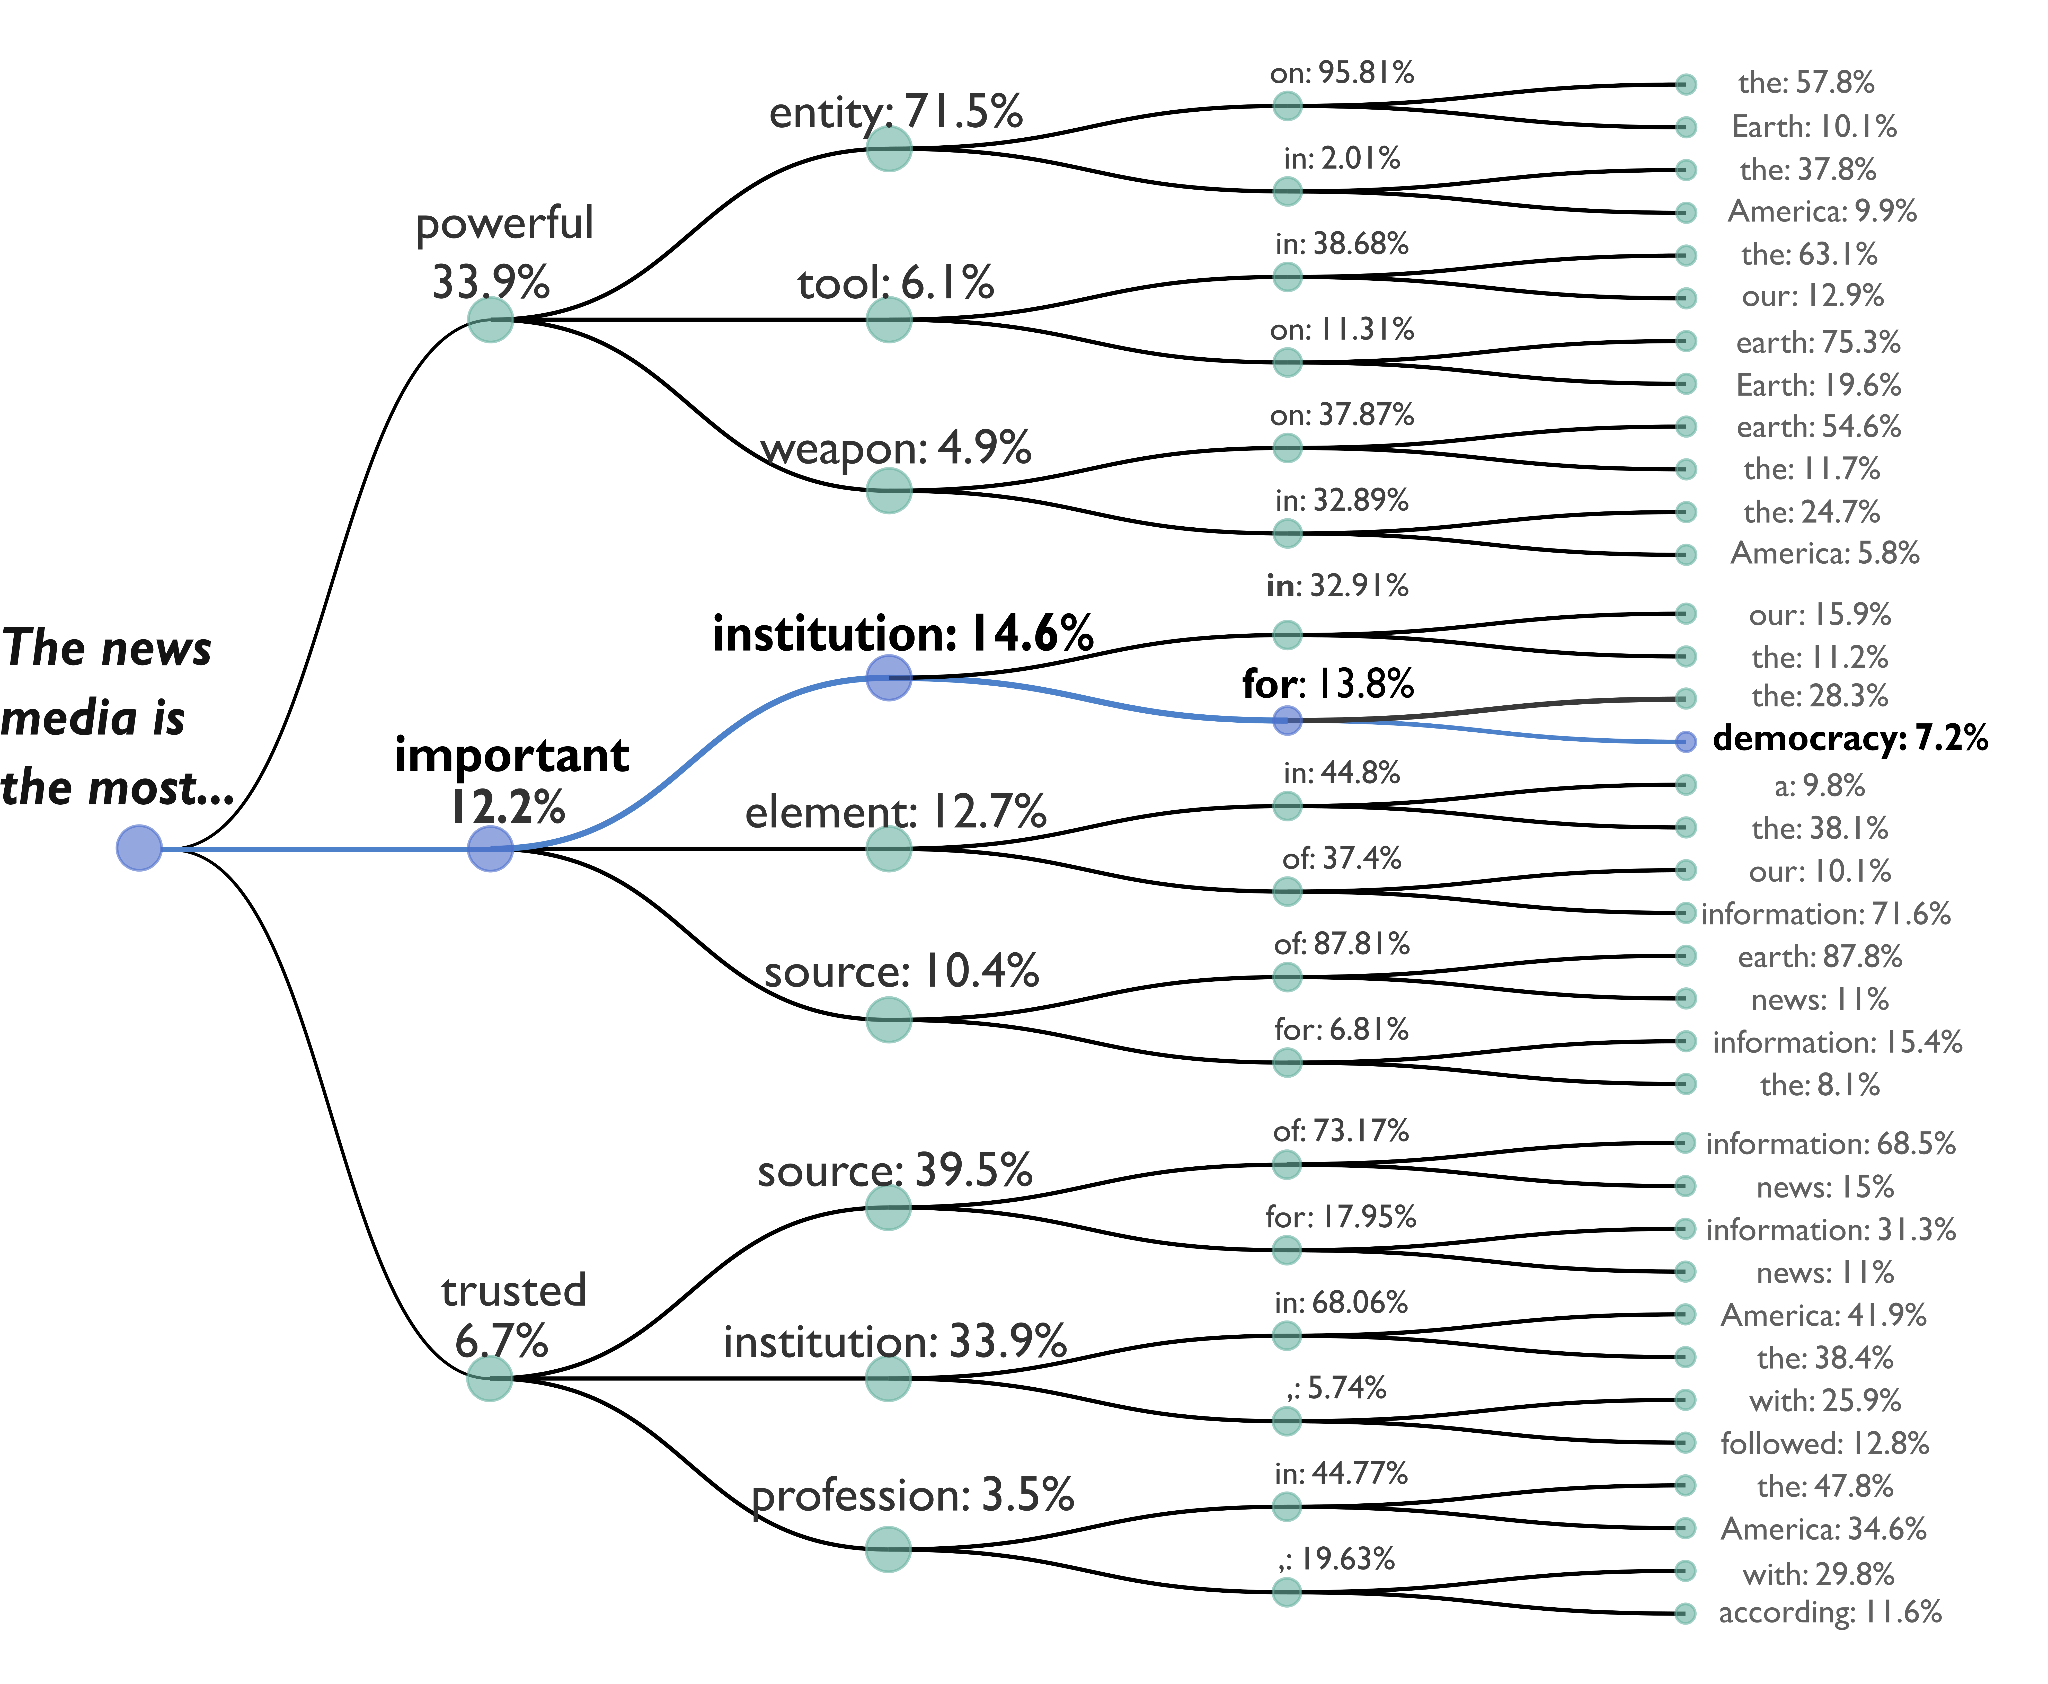 The news
media is
the most...
powerful
33.9%
entity: 71.5%
on: 95.81%
the: 57.8%
Earth: 10.1%
in: 2.01%
the: 37.8%
America: 9.9%
tool: 6.1%
in: 38.68%
the: 63.1%
our: 12.9%
on: 11.31%
earth: 75.3%
Earth: 19.6%
weapon: 4.9%
on: 37.87%
earth: 54.6%
the: 11.7%
in: 32.89%
the: 24.7%
America: 5.8%
important
12.2%
institution: 14.6%
in: 32.91%
our: 15.9%
the: 11.2%
for: 13.8%
the: 28.3%
democracy: 7.2%
element: 12.7%
in: 44.8%
a: 9.8%
the: 38.1%
of: 37.4%
our: 10.1%
information: 71.6%
source: 10.4%
of: 87.81%
earth: 87.8%
news: 11%
for: 6.81%
information: 15.4%
the: 8.1%
trusted
6.7%
source: 39.5%
of: 73.17%
information: 68.5%
news: 15%
for: 17.95%
information: 31.3%
news: 11%
institution: 33.9%
in: 68.06%
America: 41.9%
the: 38.4%
,: 5.74%
with: 25.9%
followed: 12.8%
profession: 3.5%
in: 44.77%
the: 47.8%
America: 34.6%
,: 19.63%
with: 29.8%
according: 11.6%